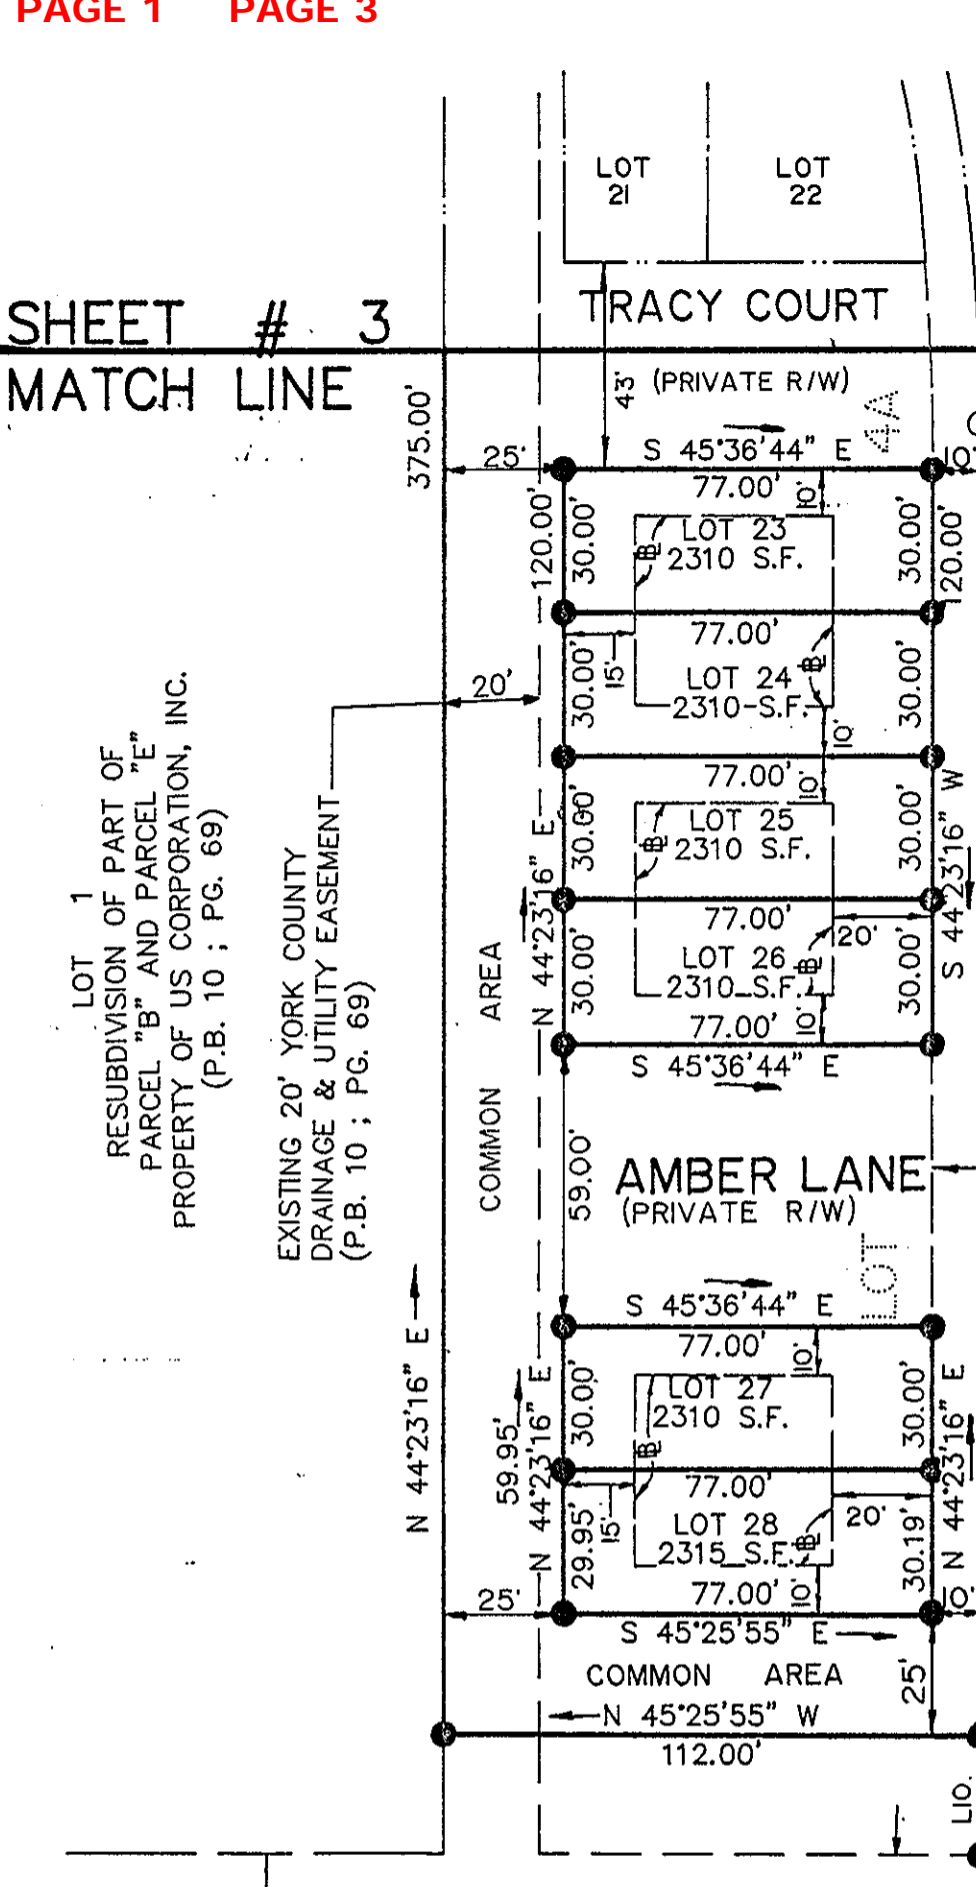 PAGE 1 PAGE 3
LOT
21
LOT
22
TRACY COURT
SHEET # 3
MATCH LINE
43'
(PRIVATE R/W)
4A
375.00'
25'
S 45°36'44" E
10'
77.00'
10'
120.00'
30.00'
LOT 23
B
2310 S.F.
30.00'
120.00'
77.00'
15'
30.00'
LOT 24
B
2310 S.F.
30.00'
20'
10'
77.00'
10'
30.00'
LOT 25
B
2310 S.F.
30.00'
N 44°23'16" E
S 44°23'16" W
77.00'
20'
30.00'
LOT 26
B
2310 S.F.
30.00'
77.00'
10'
S 45°36'44" E
LOT 1
RESUBDIVISION OF PART OF
PARCEL "B" AND PARCEL "E"
PROPERTY OF US CORPORATION, INC.
(P.B. 10 ; PG. 69)
EXISTING 20' YORK COUNTY
DRAINAGE & UTILITY EASEMENT
(P.B. 10 ; PG. 69)
COMMON AREA
59.00'
AMBER LANE
(PRIVATE R/W)
LOT
N 44°23'16" E
S 45°36'44" E
77.00'
10'
59.95'
N 44°23'16" E
30.00'
LOT 27
2310 S.F.
B
30.00'
N 44°23'16" E
77.00'
15'
20'
29.95'
LOT 28
B
2315 S.F.
30.19'
77.00'
10'
25'
10'
S 45°25'55" E
COMMON AREA
25'
N 45°25'55" W
112.00'